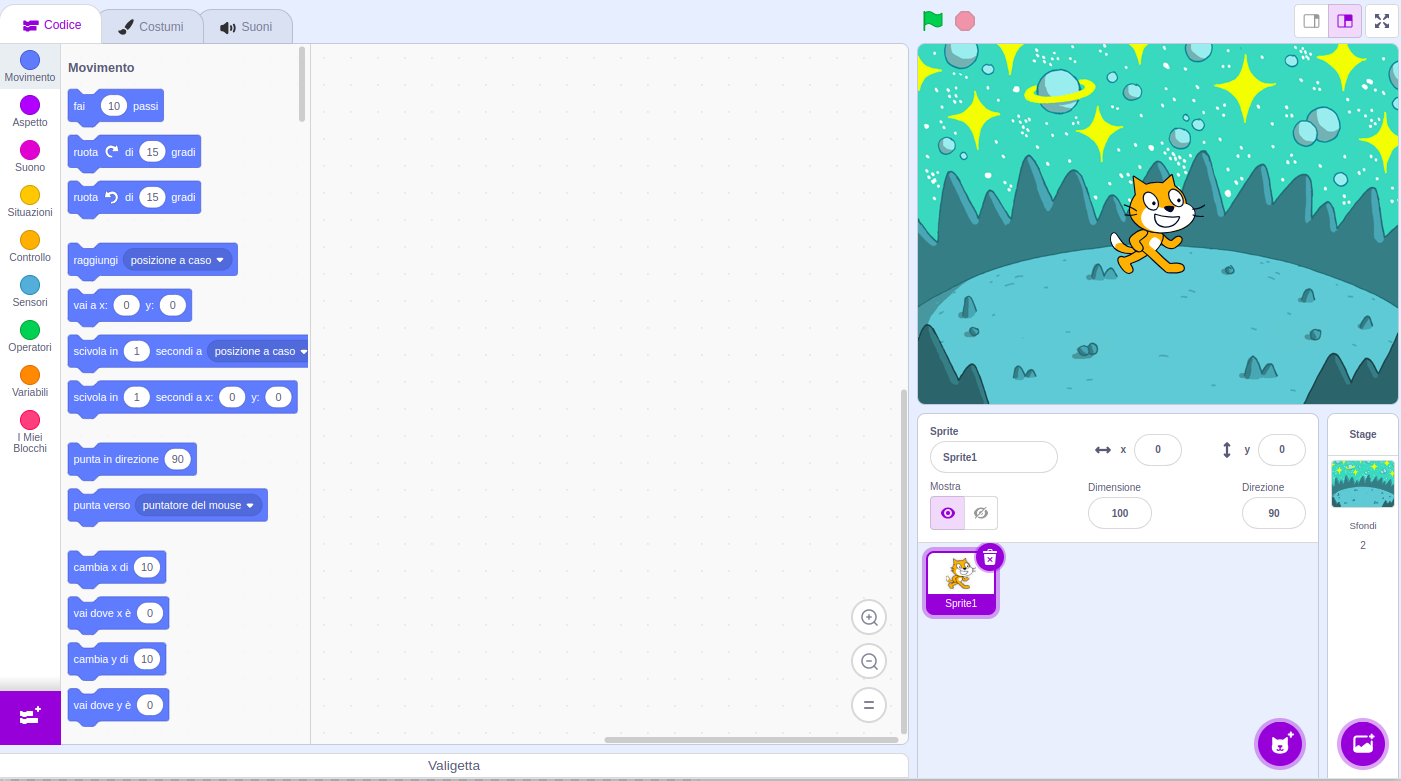 Codice
Costumi
Suoni
Movimento
Aspetto
Suono
Situazioni
Controllo
Sensori
Operatori
Variabili
I Miei
Blocchi
Movimento
fai 10 passi
ruota di 15 gradi
ruota di 15 gradi
raggiungi posizione a caso
vai a x: 0 y: 0
scivola in 1 secondi a posizione a caso
scivola in 1 secondi a x: 0 y: 0
punta in direzione 90
punta verso puntatore del mouse
cambia x di 10
vai dove x è 0
cambia y di 10
vai dove y è 0
Valigetta
Sprite
Sprite1
x 0
y 0
Mostra
Dimensione
100
Direzione
90
Sprite1
Stage
Sfondi
2